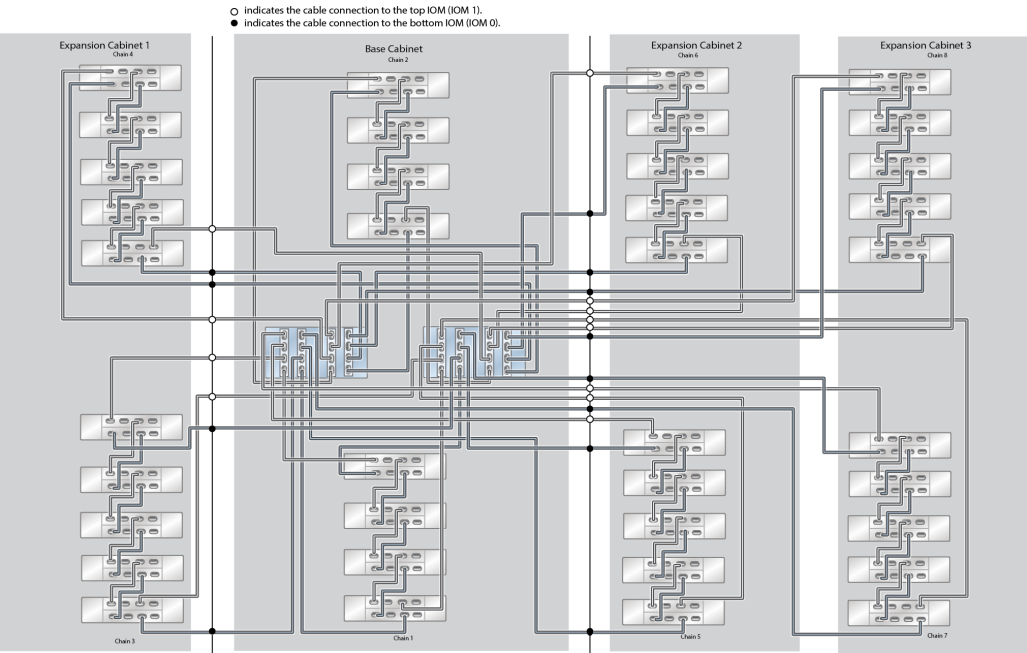 indicates the cable connection to the top IOM (IOM 1).
indicates the cable connection to the bottom IOM (IOM 0).
Expansion Cabinet 1
Chain 4
Base Cabinet
Chain 2
Expansion Cabinet 2
Chain 6
Expansion Cabinet 3
Chain 8
Chain 3
Chain 1
Chain 5
Chain 7